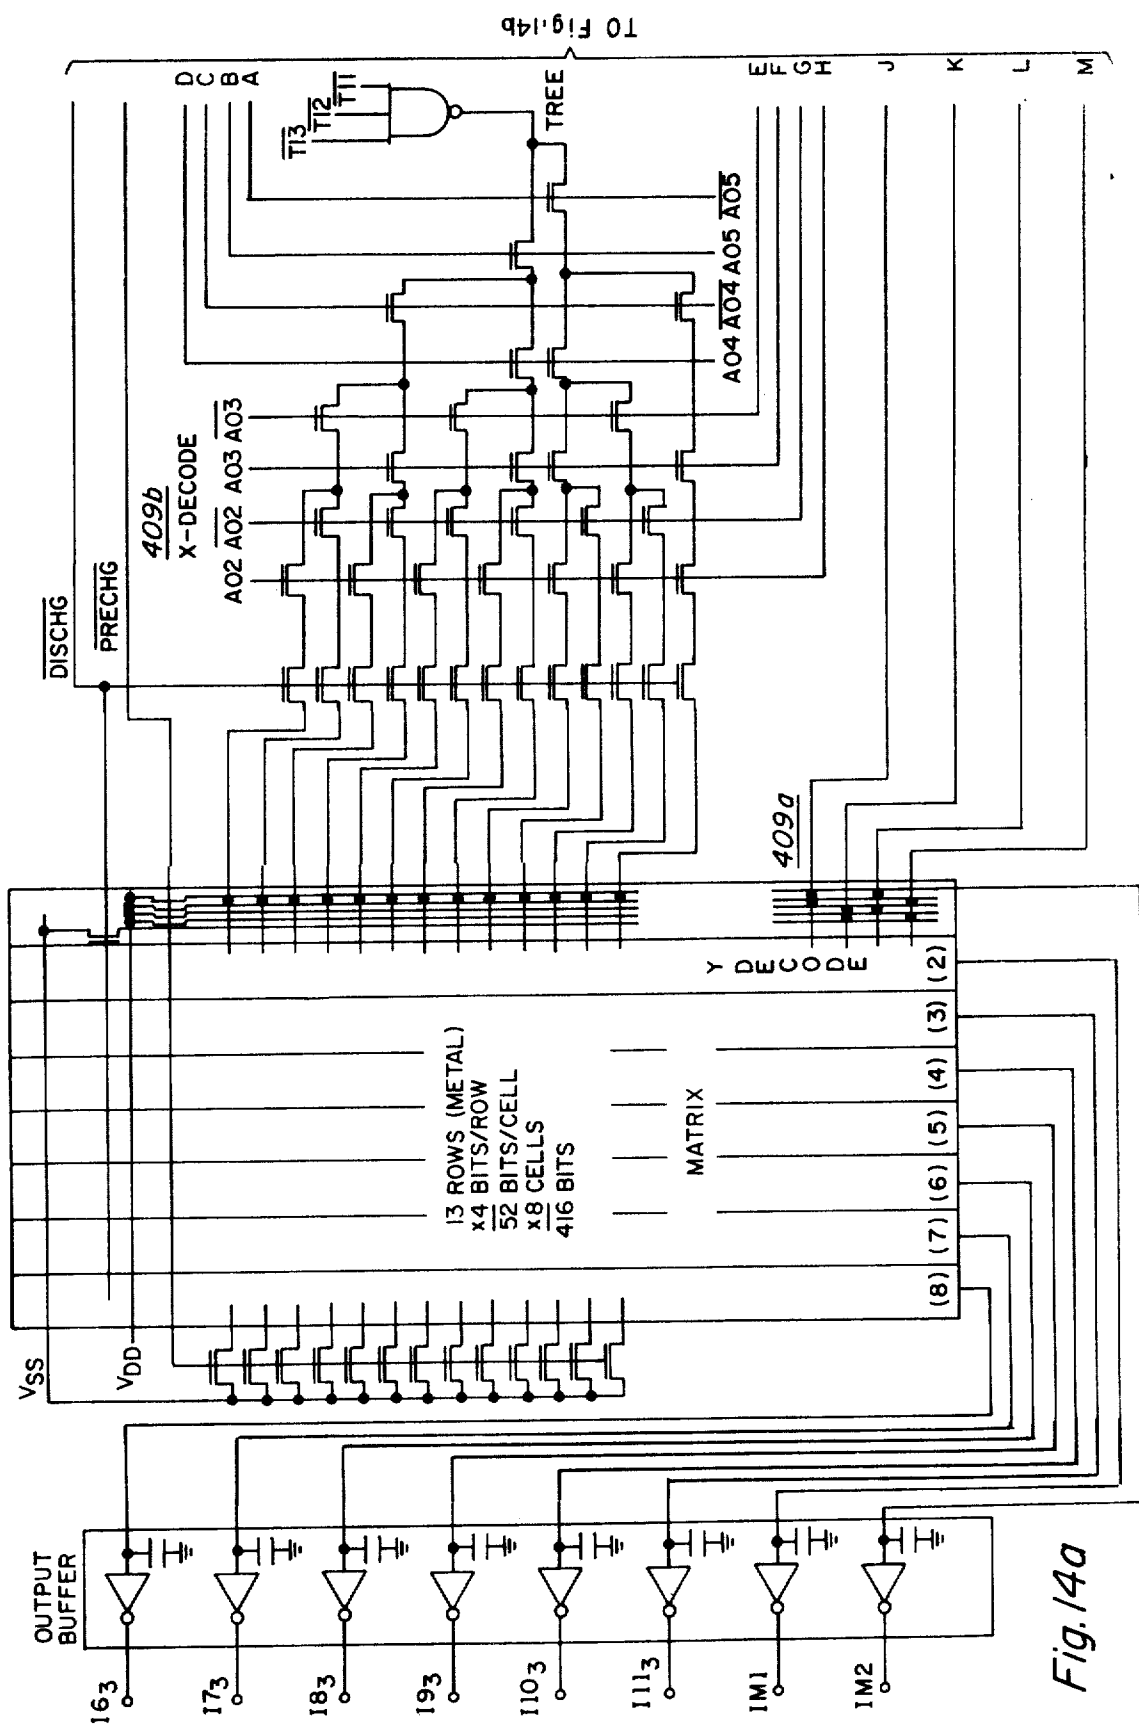 OUTPUT
BUFFER
I6₃
I7₃
I8₃
I9₃
I10₃
I11₃
IM1
IM2
VSS
VDD
13 ROWS (METAL)
x4 BITS/ROW
52 BITS/CELL
x8 CELLS
416 BITS
MATRIX
(8)
(7)
(6)
(5)
(4)
(3)
(2)
Y DECODE
409a
DISCHG
PRECHG
409b
X-DECODE
A02 A02 A03 A03
A04 A04 A05 A05
T13
T12
T11
TREE
D
C
B
A
E
F
G
H
J
K
L
M
TO Fig.14b
Fig.14a